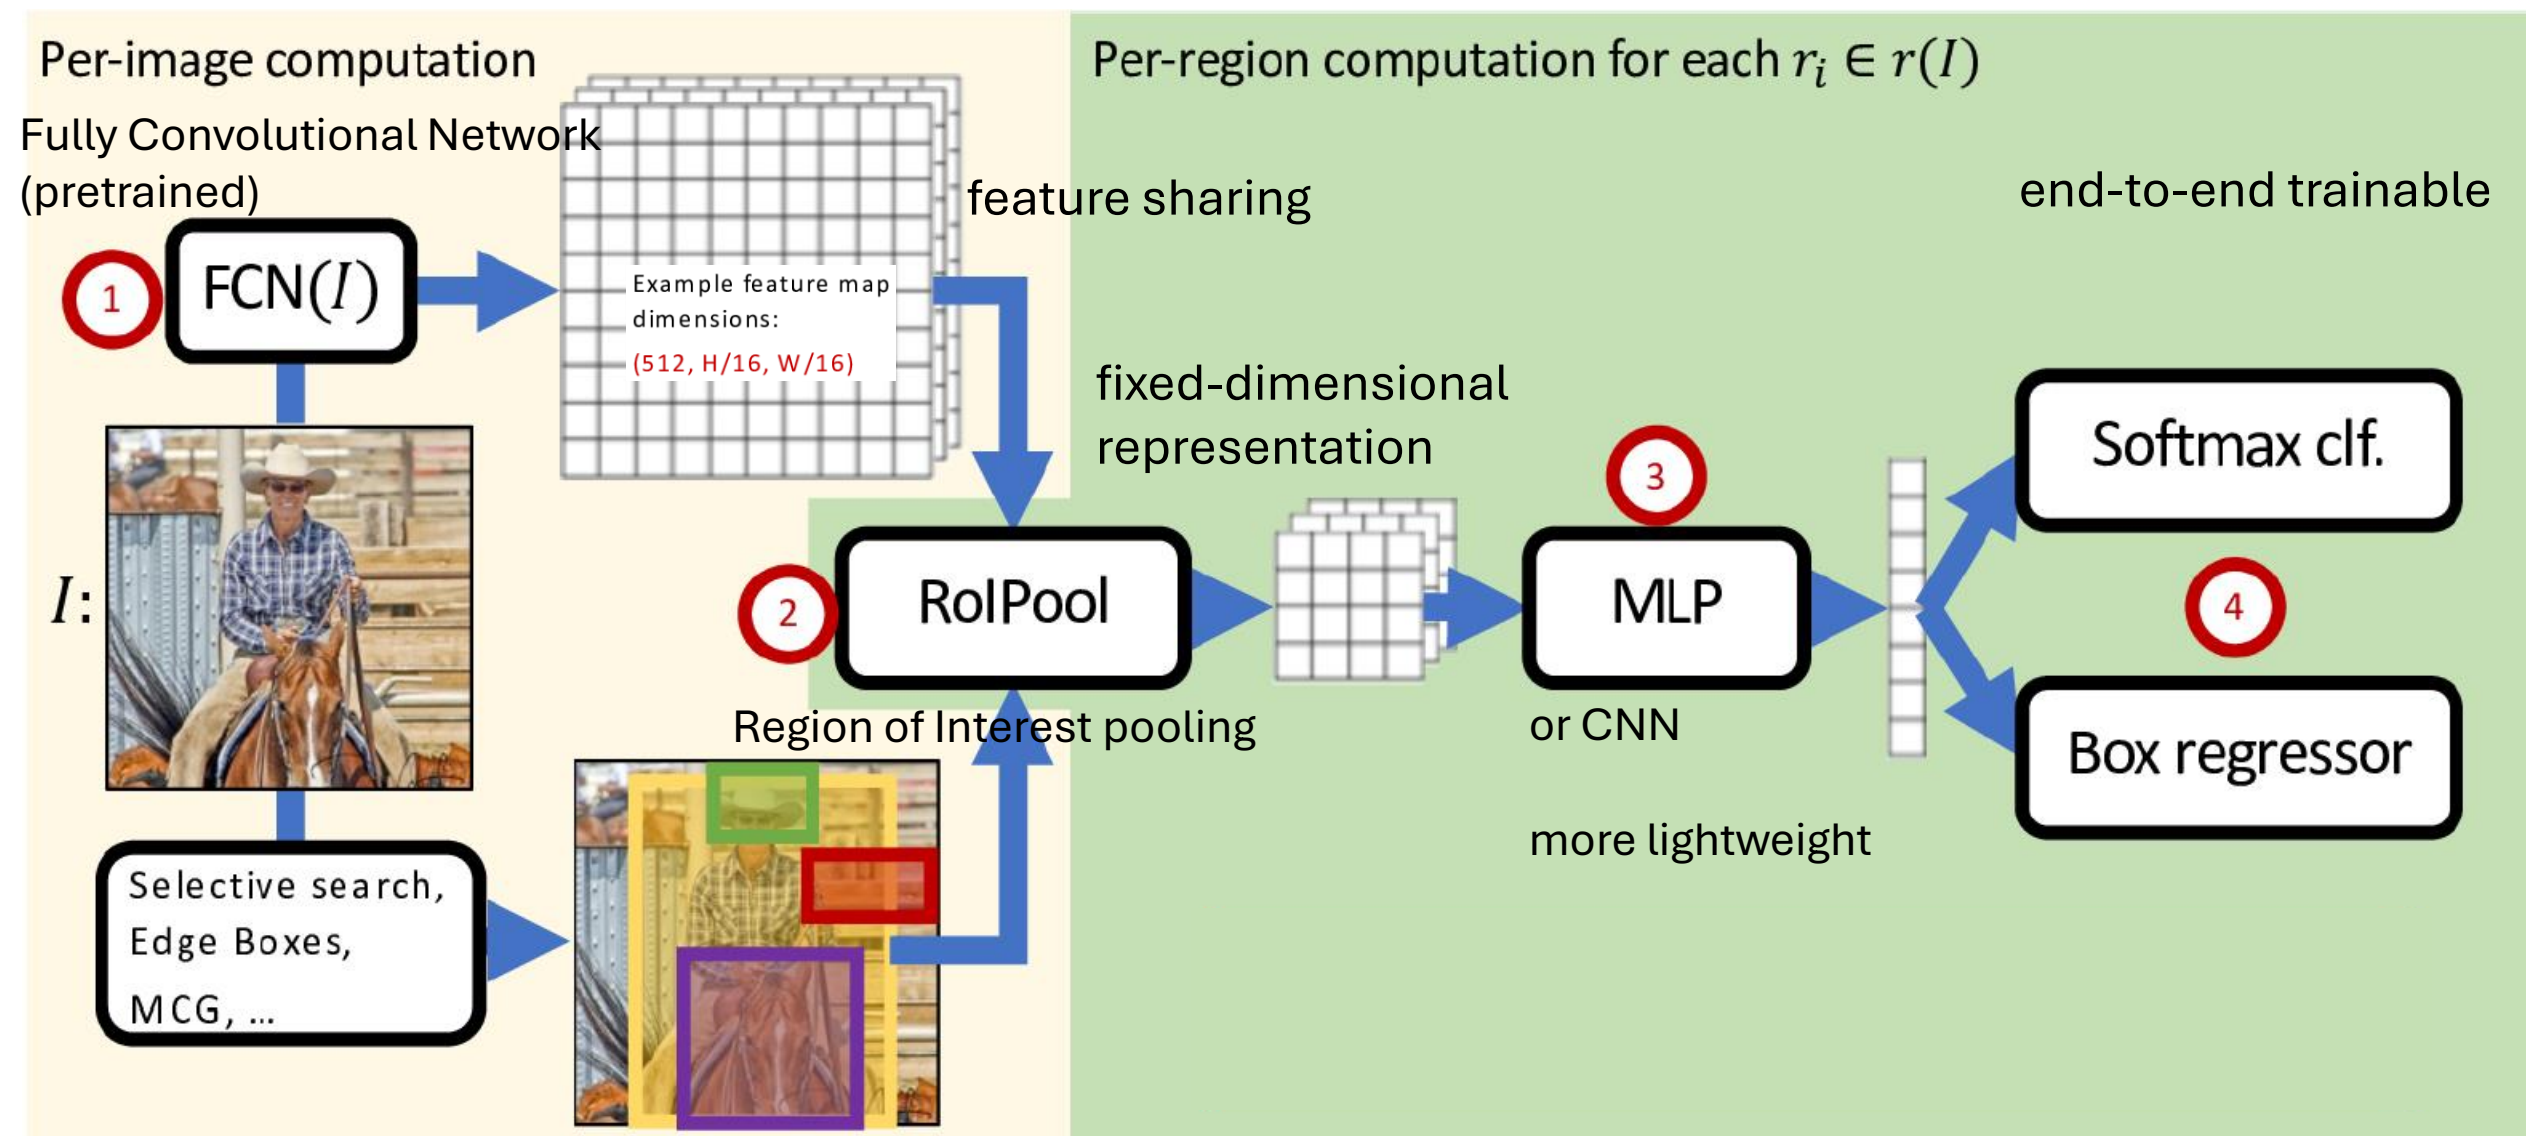 Per-image computation
Per-region computation for each r_i ∈ r(I)
Fully Convolutional Network
(pretrained)
feature sharing
end-to-end trainable
1
FCN(I)
Example feature map
dimensions:
(512, H/16, W/16)
fixed-dimensional
representation
3
Softmax clf.
I:
2
RoIPool
MLP
4
Region of Interest pooling
or CNN
Box regressor
more lightweight
Selective search,
Edge Boxes,
MCG, ...